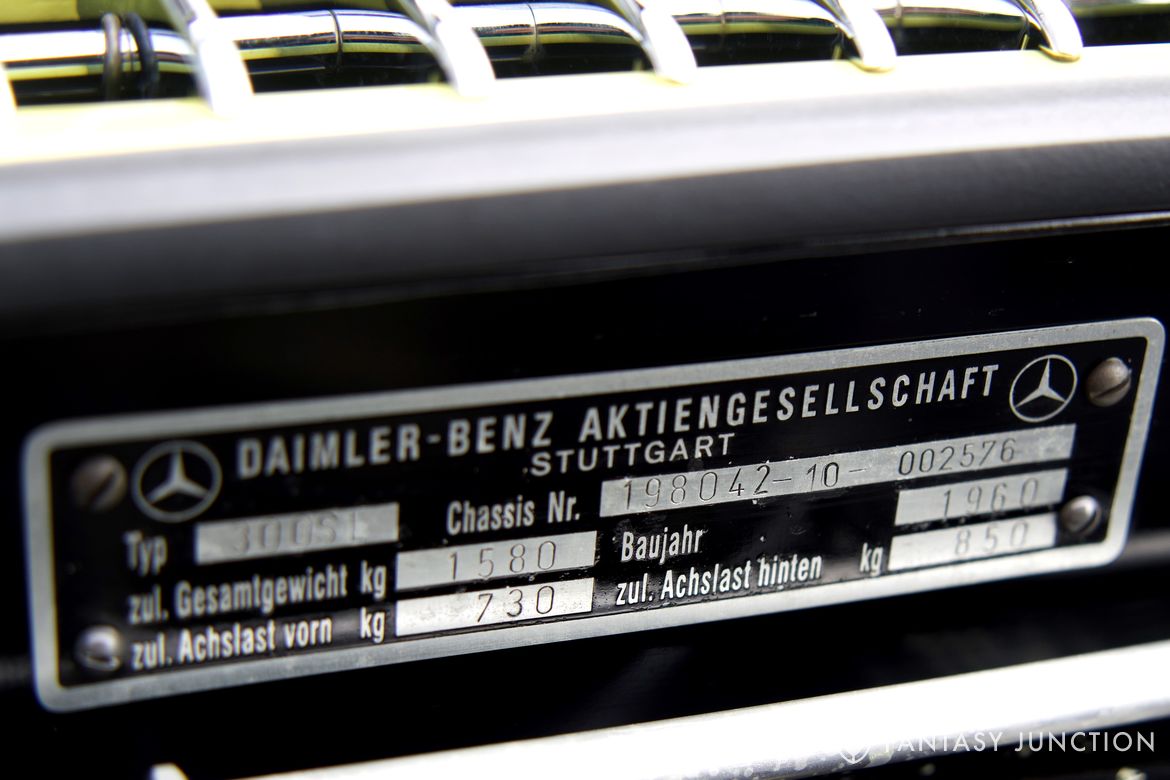 DAIMLER-BENZ AKTIENGESELLSCHAFT
STUTTGART
Typ 300SL Chassis Nr. 198042-10-002576
zul. Gesamtgewicht kg 1580 Baujahr 1960
zul. Achslast vorn kg 730 zul. Achslast hinten kg 850
FANTASY JUNCTION